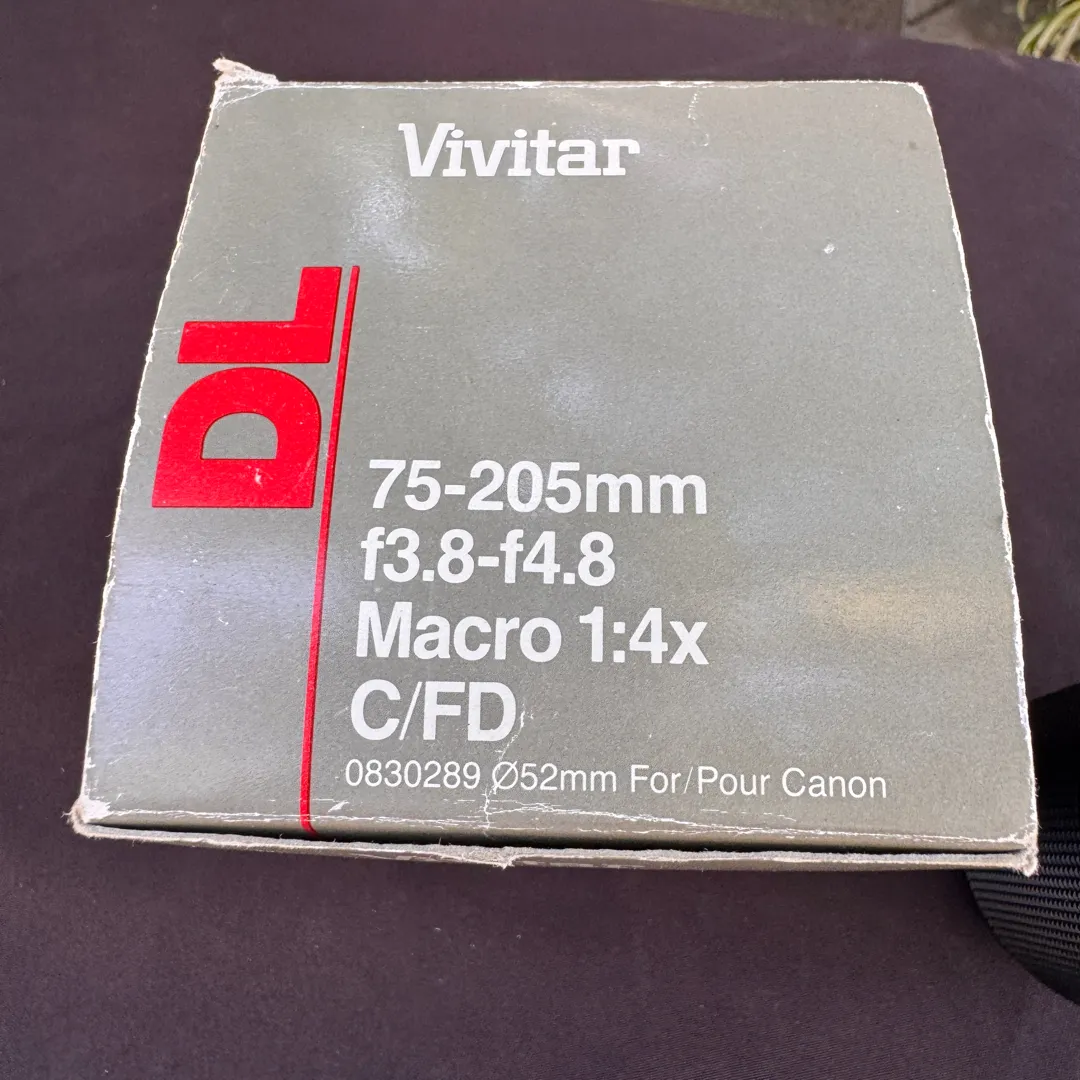 Vivitar
DL
75-205mm
f3.8-f4.8
Macro 1:4x
C/FD
0830289 Ø52mm For/Pour Canon